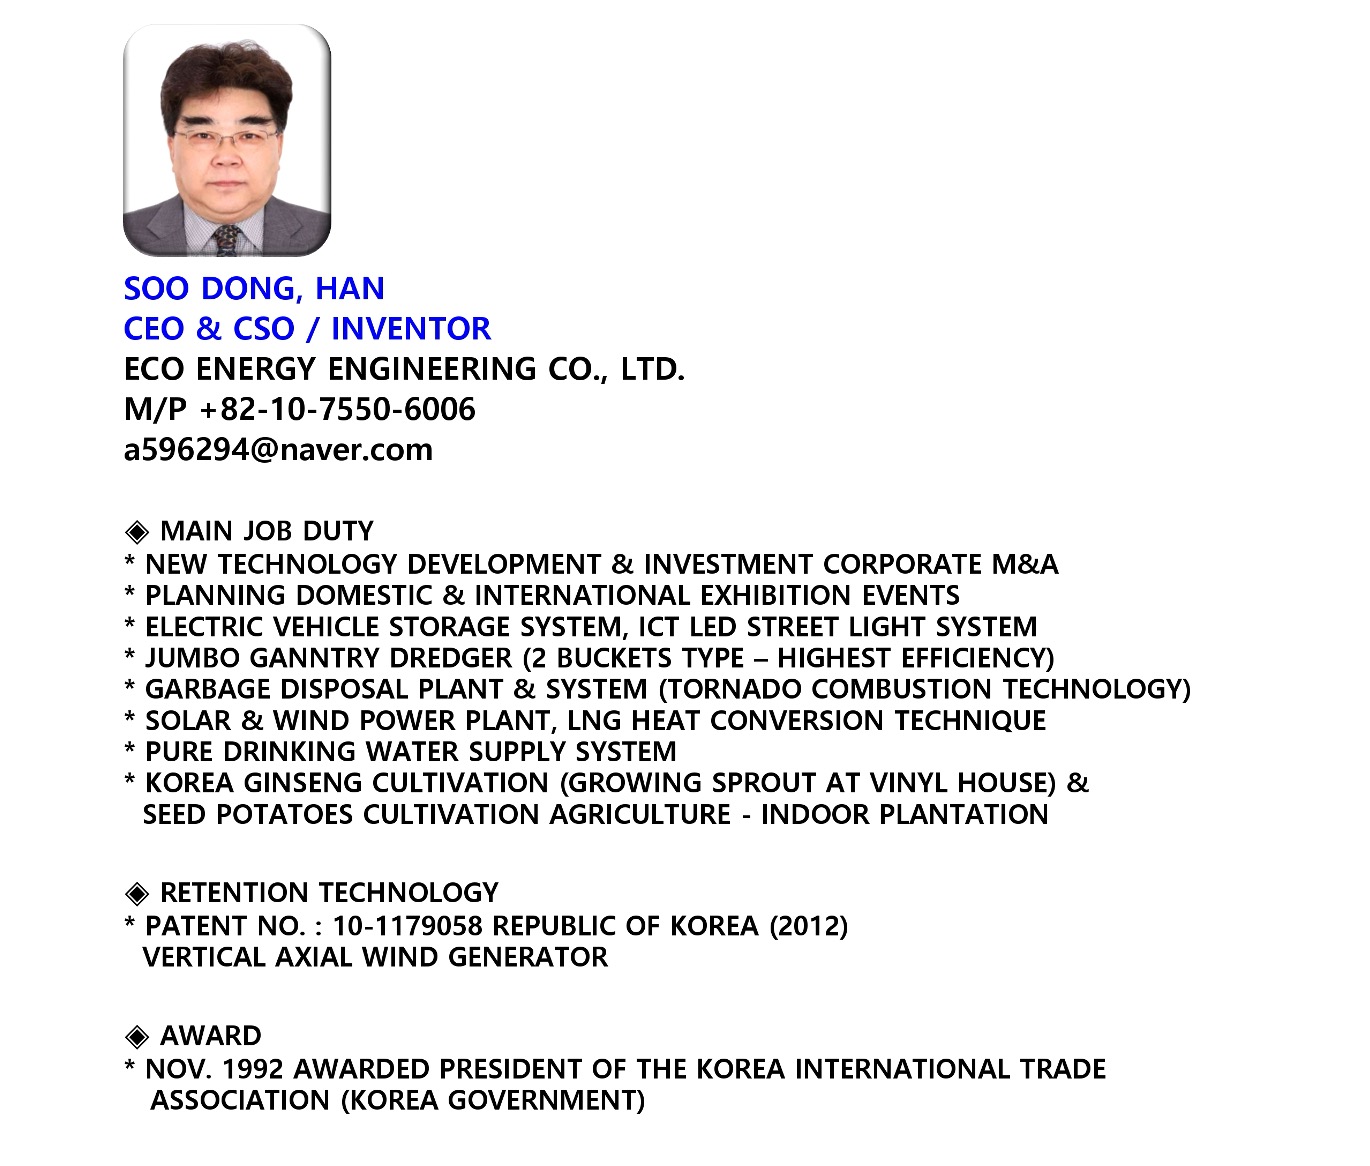 SOO DONG, HAN
CEO & CSO / INVENTOR
ECO ENERGY ENGINEERING CO., LTD.
M/P +82-10-7550-6006
a596294@naver.com
◈ MAIN JOB DUTY
* NEW TECHNOLOGY DEVELOPMENT & INVESTMENT CORPORATE M&A
* PLANNING DOMESTIC & INTERNATIONAL EXHIBITION EVENTS
* ELECTRIC VEHICLE STORAGE SYSTEM, ICT LED STREET LIGHT SYSTEM
* JUMBO GANNTRY DREDGER (2 BUCKETS TYPE – HIGHEST EFFICIENCY)
* GARBAGE DISPOSAL PLANT & SYSTEM (TORNADO COMBUSTION TECHNOLOGY)
* SOLAR & WIND POWER PLANT, LNG HEAT CONVERSION TECHNIQUE
* PURE DRINKING WATER SUPPLY SYSTEM
* KOREA GINSENG CULTIVATION (GROWING SPROUT AT VINYL HOUSE) &
SEED POTATOES CULTIVATION AGRICULTURE - INDOOR PLANTATION
◈ RETENTION TECHNOLOGY
* PATENT NO. : 10-1179058 REPUBLIC OF KOREA (2012)
VERTICAL AXIAL WIND GENERATOR
◈ AWARD
* NOV. 1992 AWARDED PRESIDENT OF THE KOREA INTERNATIONAL TRADE
ASSOCIATION (KOREA GOVERNMENT)